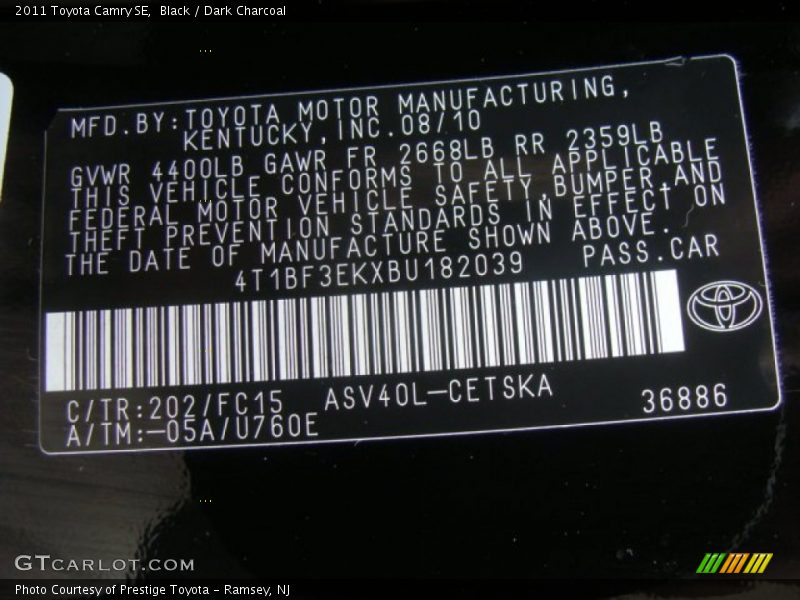 2011 Toyota Camry SE,  Black / Dark Charcoal
...
MFD.BY:TOYOTA MOTOR MANUFACTURING,
KENTUCKY,INC.08/10
GVWR 4400LB GAWR FR 2668LB RR 2359LB
THIS VEHICLE CONFORMS TO ALL APPLICABLE
FEDERAL MOTOR VEHICLE SAFETY,BUMPER,AND
THEFT PREVENTION STANDARDS IN EFFECT ON
THE DATE OF MANUFACTURE SHOWN ABOVE.
4T1BF3EKXBU182039 PASS.CAR
C/TR:202/FC15 ASV40L-CETSKA 36886
A/TM:-05A/U760E
...
GTCARLOT.COM
Photo Courtesy of Prestige Toyota - Ramsey, NJ